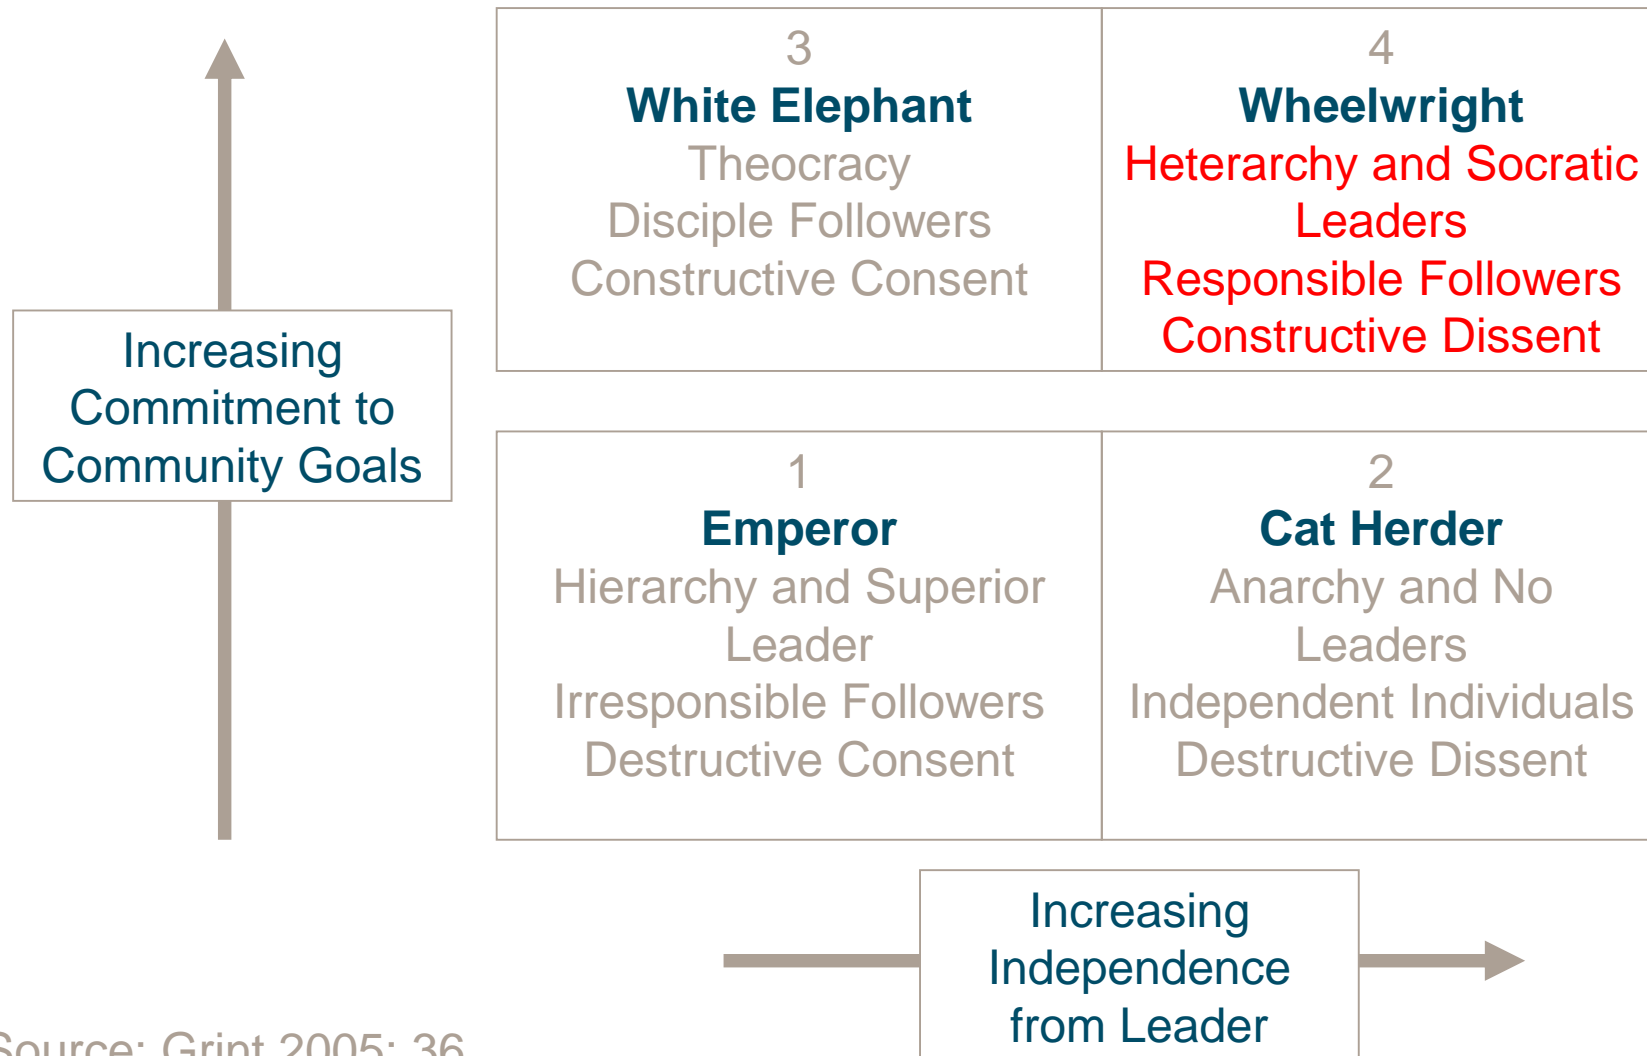 3
White Elephant
Theocracy
Disciple Followers
Constructive Consent
4
Wheelwright
Heterarchy and Socratic
Leaders
Responsible Followers
Constructive Dissent
Increasing
Commitment to
Community Goals
1
Emperor
Hierarchy and Superior
Leader
Irresponsible Followers
Destructive Consent
2
Cat Herder
Anarchy and No
Leaders
Independent Individuals
Destructive Dissent
Increasing
Independence
from Leader
Source: Grint 2005: 36